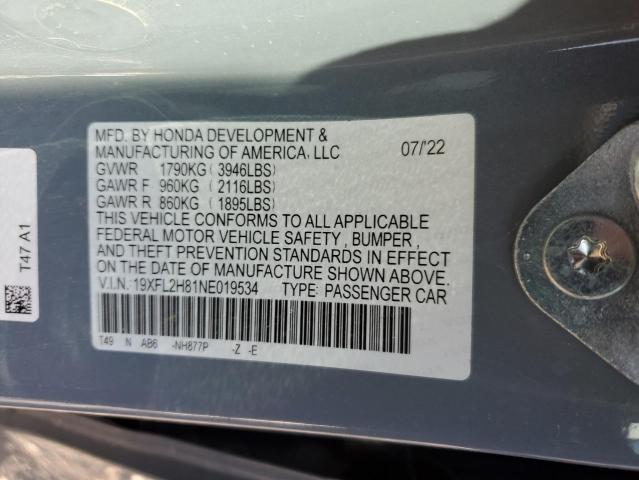 MFD. BY HONDA DEVELOPMENT &
MANUFACTURING OF AMERICA, LLC 07/'22
GVWR 1790KG ( 3946LBS)
GAWR F 960KG ( 2116LBS)
GAWR R 860KG ( 1895LBS)
THIS VEHICLE CONFORMS TO ALL APPLICABLE
FEDERAL MOTOR VEHICLE SAFETY , BUMPER ,
AND THEFT PREVENTION STANDARDS IN EFFECT
ON THE DATE OF MANUFACTURE SHOWN ABOVE.
V.I.N.:19XFL2H81NE019534 TYPE: PASSENGER CAR
T49 N AB6 -NH877P -Z -E
T47 A1